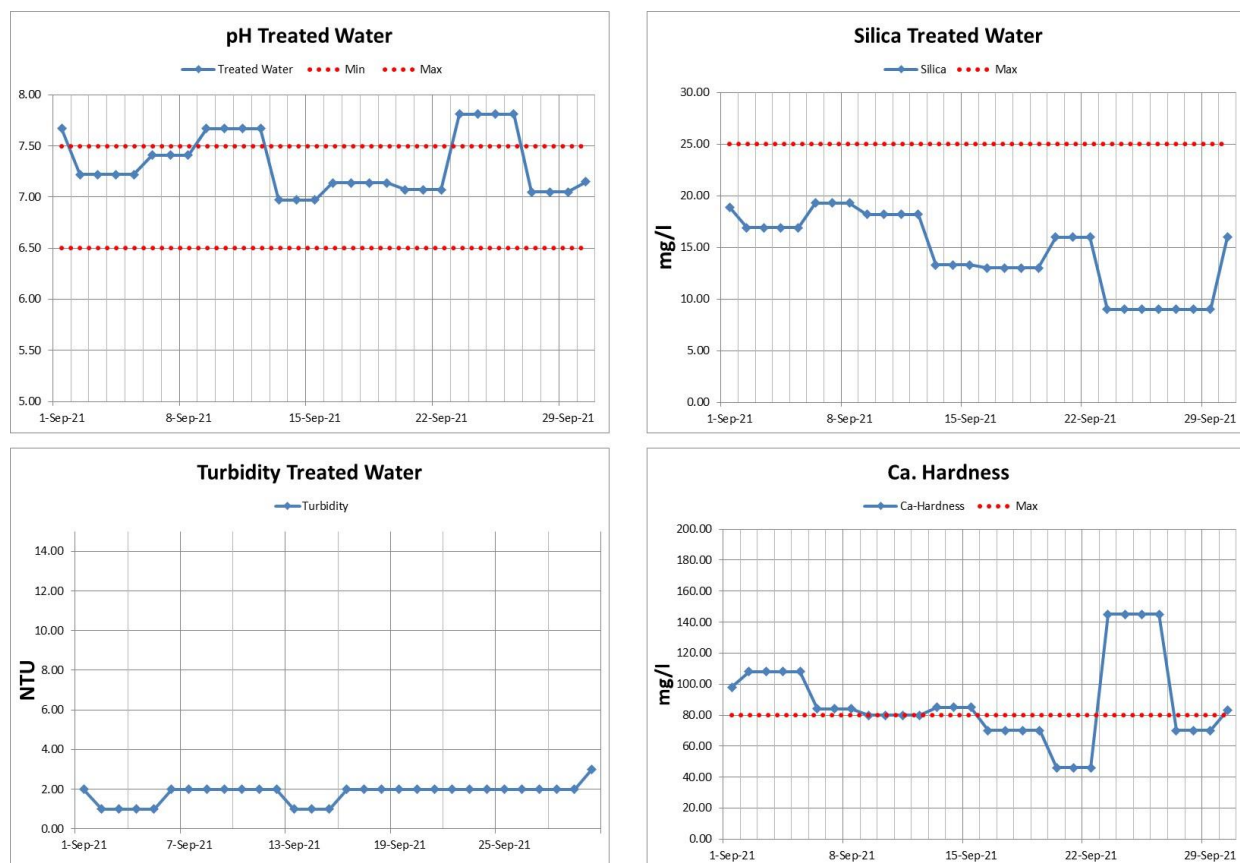 pH Treated Water
Treated Water Min Max
8.00
7.50
7.00
6.50
6.00
5.50
5.00
1-Sep-21 8-Sep-21 15-Sep-21 22-Sep-21 29-Sep-21
Silica Treated Water
Silica Max
30.00
25.00
20.00
15.00
10.00
5.00
0.00
mg/l
1-Sep-21 8-Sep-21 15-Sep-21 22-Sep-21 29-Sep-21
Turbidity Treated Water
Turbidity
14.00
12.00
10.00
8.00
6.00
4.00
2.00
0.00
NTU
1-Sep-21 7-Sep-21 13-Sep-21 19-Sep-21 25-Sep-21
Ca. Hardness
Ca-Hardness Max
200.00
180.00
160.00
140.00
120.00
100.00
80.00
60.00
40.00
20.00
0.00
mg/l
1-Sep-21 8-Sep-21 15-Sep-21 22-Sep-21 29-Sep-21